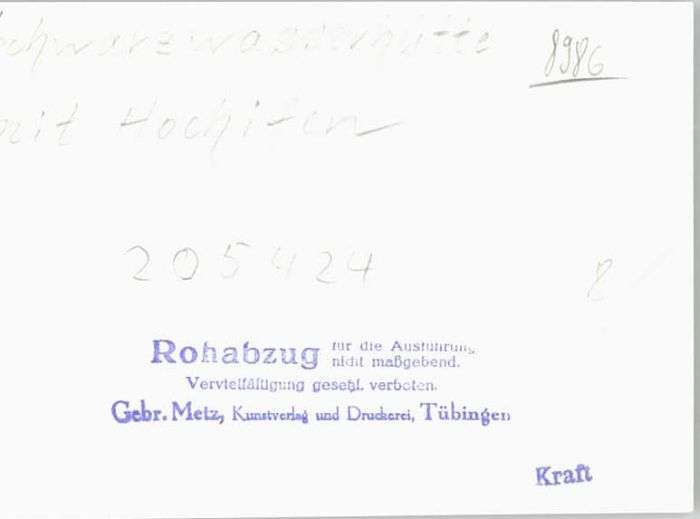 Schwarzwasserhütte
8986
mit Hochifen
205424
Rohabzug für die Ausführung
nicht maßgebend.
Vervielfältigung gesetzl. verboten.
Gebr. Metz, Kunstverlag und Druckerei, Tübingen
Kraft